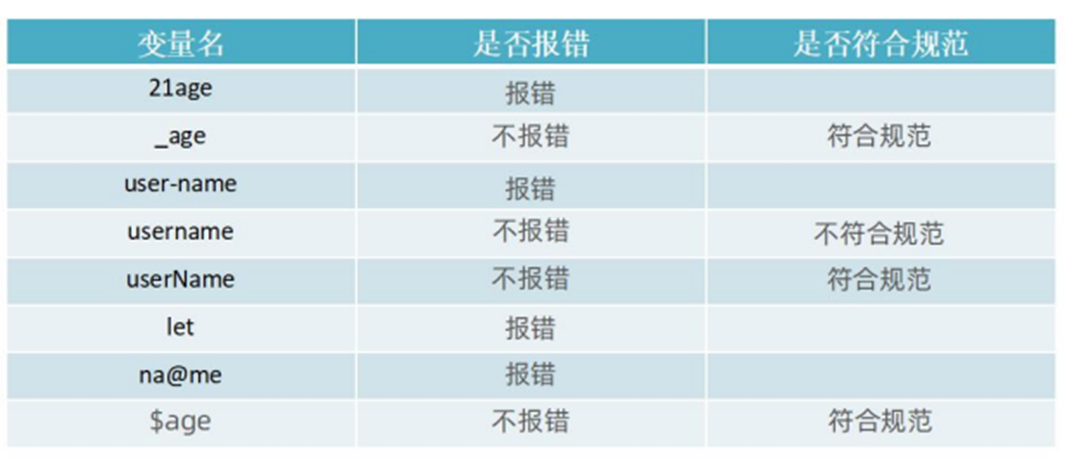 变量名 是否报错 是否符合规范
21age 报错
_age 不报错 符合规范
user-name 报错
username 不报错 不符合规范
userName 不报错 符合规范
let 报错
na@me 报错
$age 不报错 符合规范